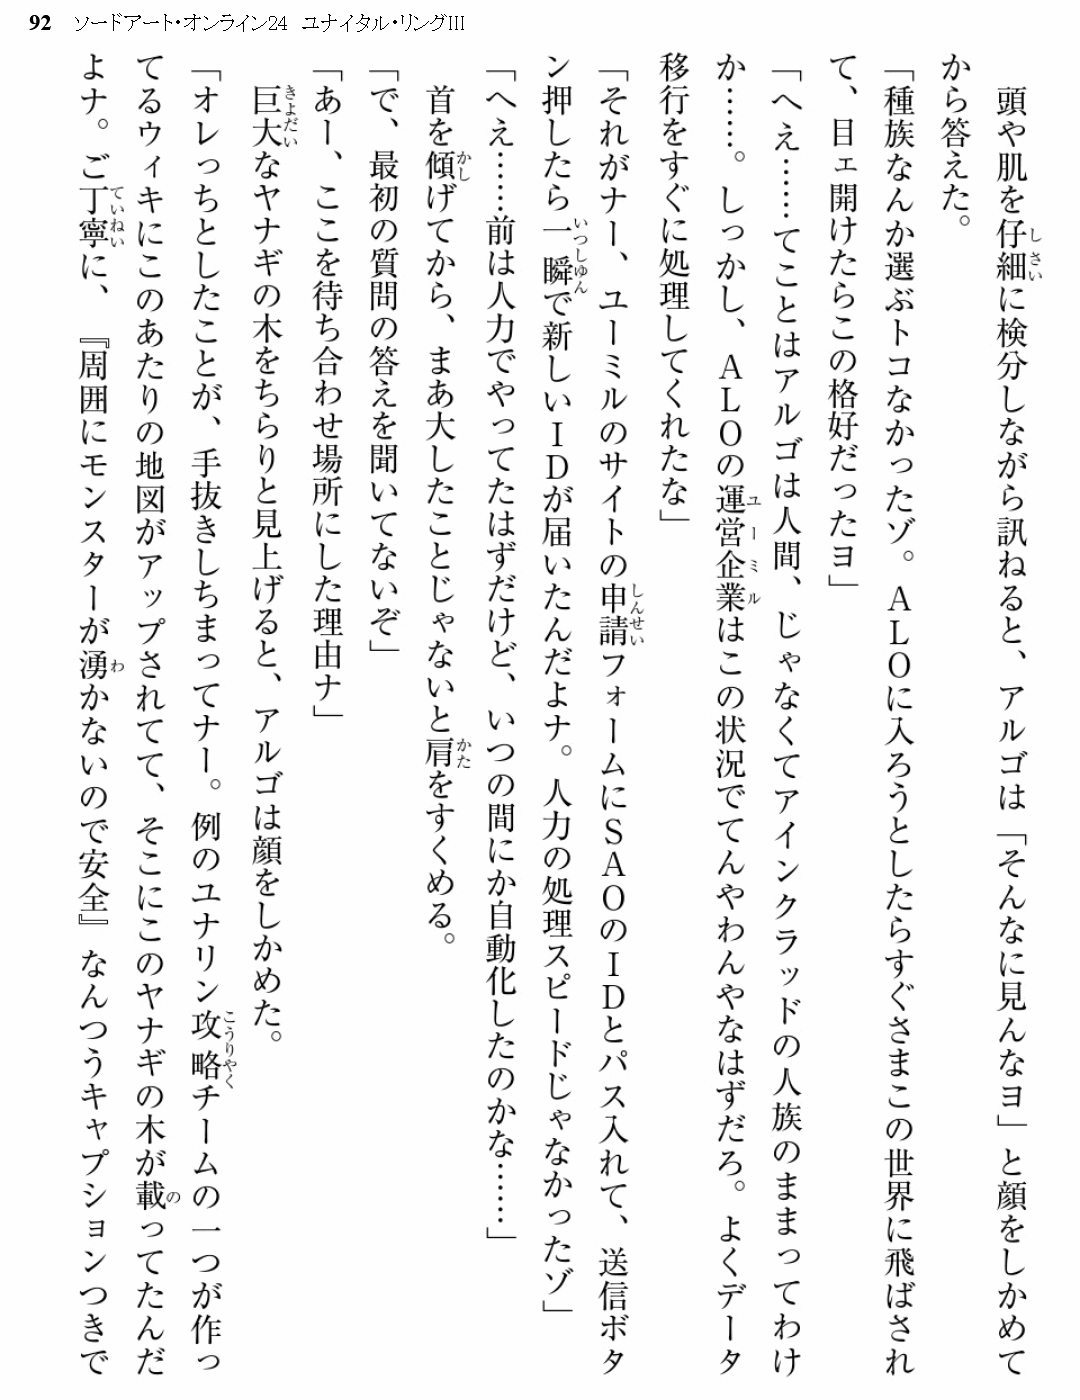 92 ソードアート・オンライン24 ユナイタル・リングIII
頭や肌を仔細に検分しながら訊ねると、アルゴは「そんなに見んなヨ」と顔をしかめて
から答えた。
「種族なんか選ぶトコなかったゾ。ALOに入ろうとしたらすぐさまこの世界に飛ばされ
て、目ェ開けたらこの格好だったヨ」
「へえ……てことはアルゴは人間、じゃなくてアインクラッドの人族のままってわけ
か……。しっかし、ALOの運営企業はこの状況でてんやわんやなはずだろ。よくデータ
移行をすぐに処理してくれたな」
「それがナー、ユーミルのサイトの申請フォームにSAOのIDとパス入れて、送信ボタ
ン押したら一瞬で新しいIDが届いたんだよナ。人力の処理スピードじゃなかったゾ」
「へえ……前は人力でやってたはずだけど、いつの間にか自動化したのかな……」
首を傾げてから、まあ大したことじゃないと肩をすくめる。
「で、最初の質問の答えを聞いてないぞ」
「あー、ここを待ち合わせ場所にした理由ナ」
巨大なヤナギの木をちらりと見上げると、アルゴは顔をしかめた。
「オレっちとしたことが、手抜きしちまってナー。例のユナリン攻略チームの一つが作っ
てるウィキにこのあたりの地図がアップされてて、そこにこのヤナギの木が載ってたんだ
よナ。ご丁寧に、『周囲にモンスターが湧かないので安全』なんつうキャプションつきで